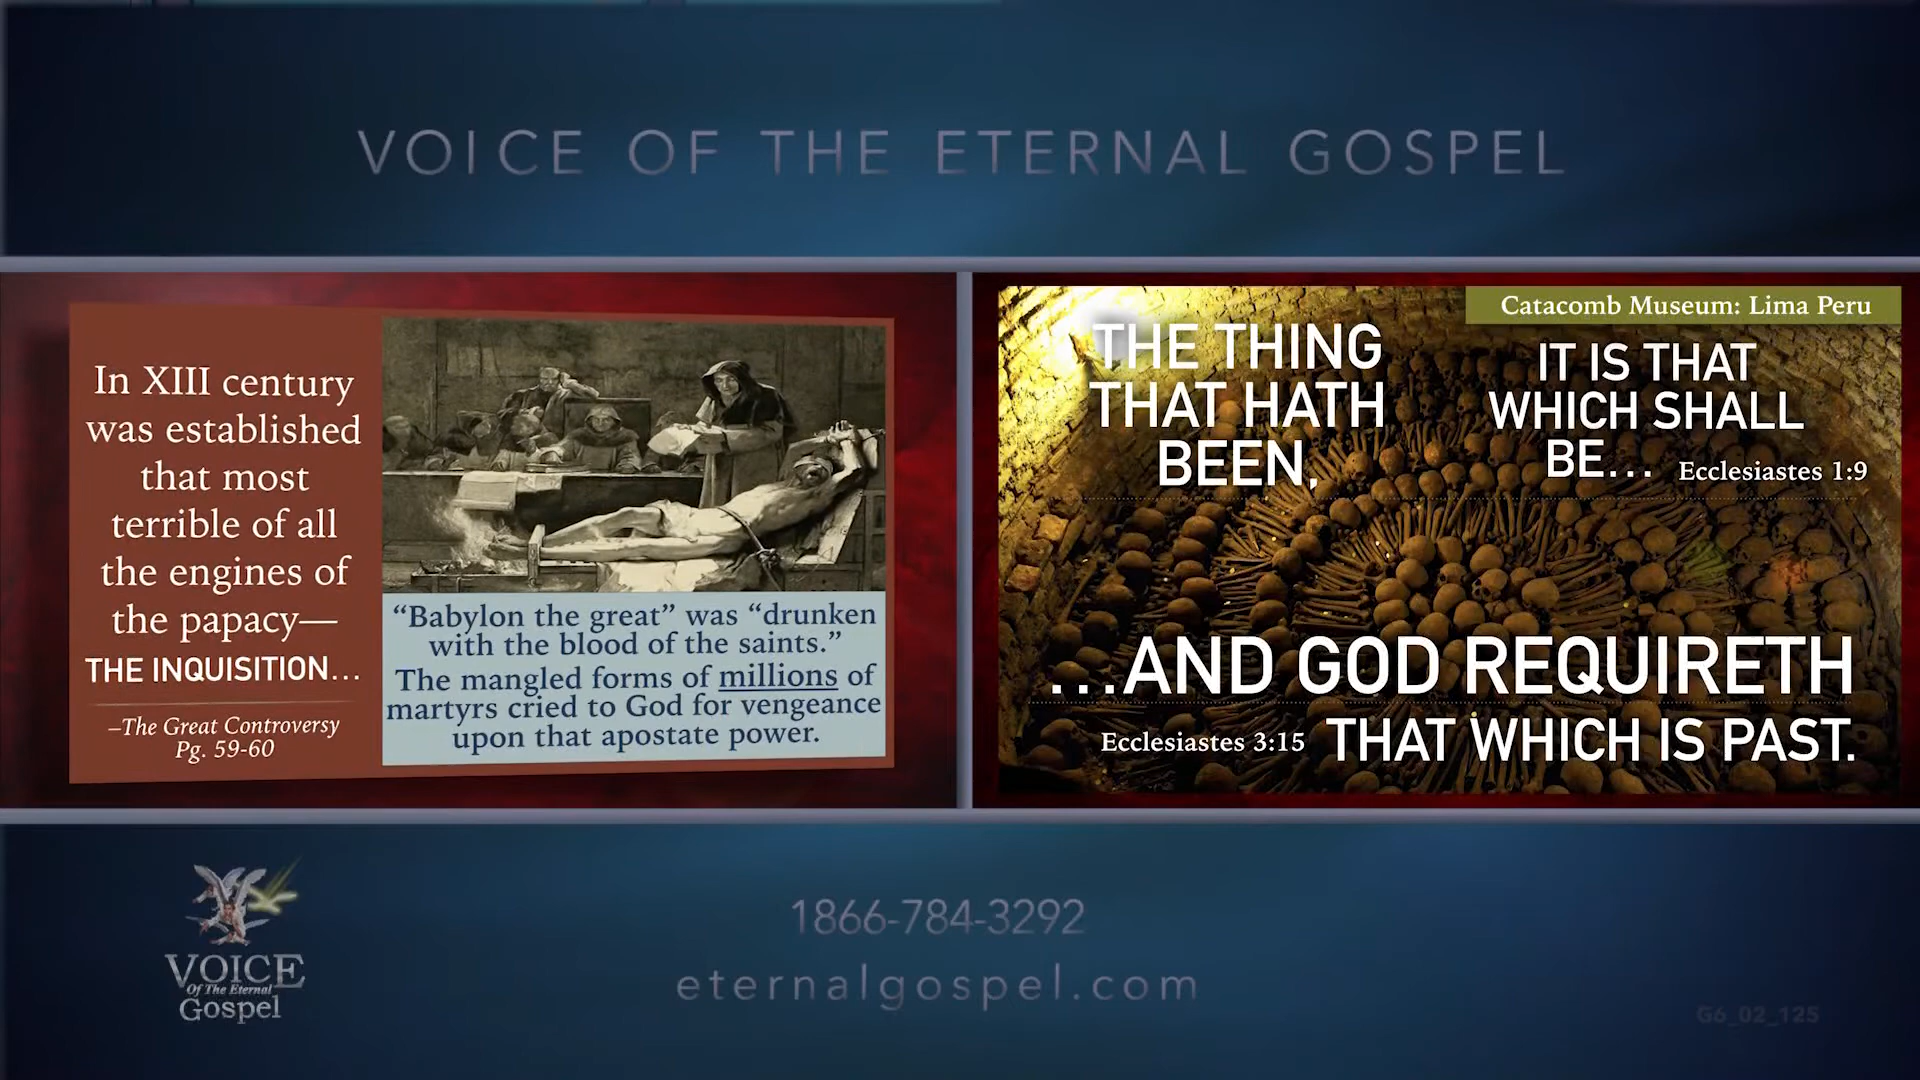 VOICE OF THE ETERNAL GOSPEL
In XIII century
was established
that most
terrible of all
the engines of
the papacy—
THE INQUISITION...
–The Great Controversy
Pg. 59-60
“Babylon the great” was “drunken
with the blood of the saints.”
The mangled forms of millions of
martyrs cried to God for vengeance
upon that apostate power.
Catacomb Museum: Lima Peru
THE THING
THAT HATH
BEEN,
IT IS THAT
WHICH SHALL
BE... Ecclesiastes 1:9
...AND GOD REQUIRETH
Ecclesiastes 3:15 THAT WHICH IS PAST.
VOICE
Of The Eternal
Gospel
1866-784-3292
eternalgospel.com
G6_02_125